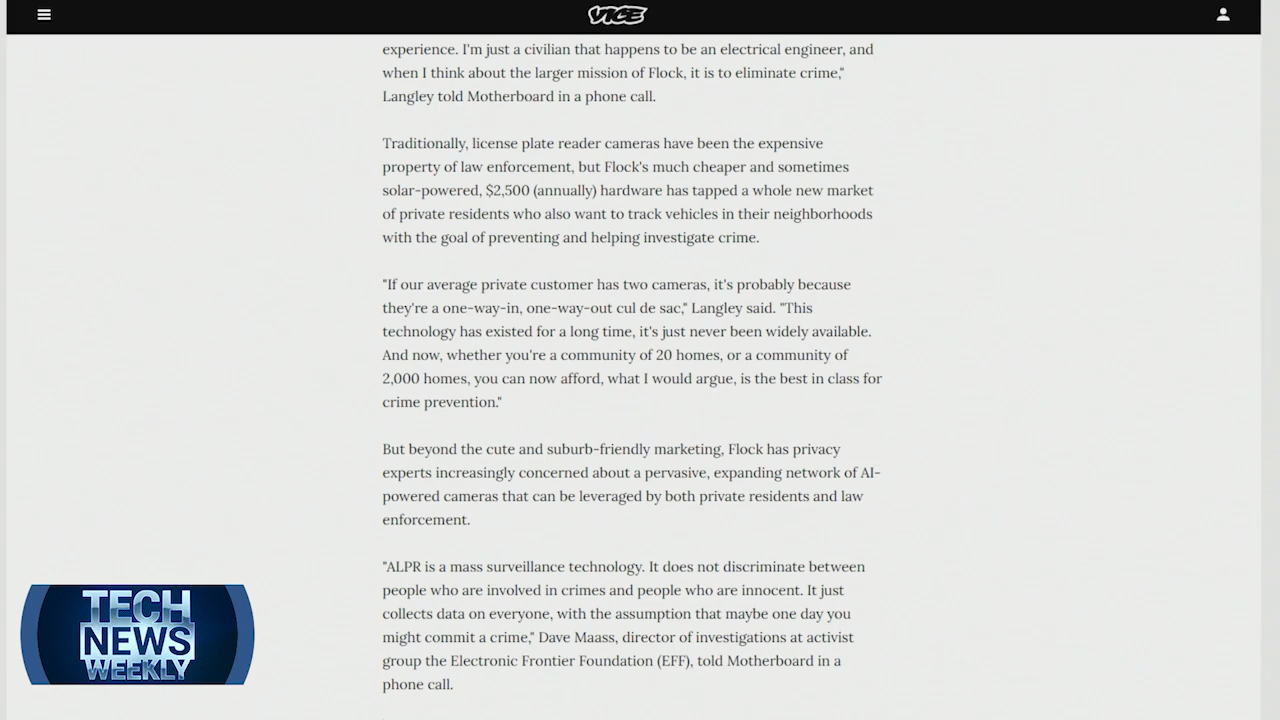 VICE
experience. I'm just a civilian that happens to be an electrical engineer, and
when I think about the larger mission of Flock, it is to eliminate crime,"
Langley told Motherboard in a phone call.
Traditionally, license plate reader cameras have been the expensive
property of law enforcement, but Flock's much cheaper and sometimes
solar-powered, $2,500 (annually) hardware has tapped a whole new market
of private residents who also want to track vehicles in their neighborhoods
with the goal of preventing and helping investigate crime.
"If our average private customer has two cameras, it's probably because
they're a one-way-in, one-way-out cul de sac," Langley said. "This
technology has existed for a long time, it's just never been widely available.
And now, whether you're a community of 20 homes, or a community of
2,000 homes, you can now afford, what I would argue, is the best in class for
crime prevention."
But beyond the cute and suburb-friendly marketing, Flock has privacy
experts increasingly concerned about a pervasive, expanding network of AI-
powered cameras that can be leveraged by both private residents and law
enforcement.
"ALPR is a mass surveillance technology. It does not discriminate between
people who are involved in crimes and people who are innocent. It just
collects data on everyone, with the assumption that maybe one day you
might commit a crime," Dave Maass, director of investigations at activist
group the Electronic Frontier Foundation (EFF), told Motherboard in a
phone call.
TECH
NEWS
WEEKLY